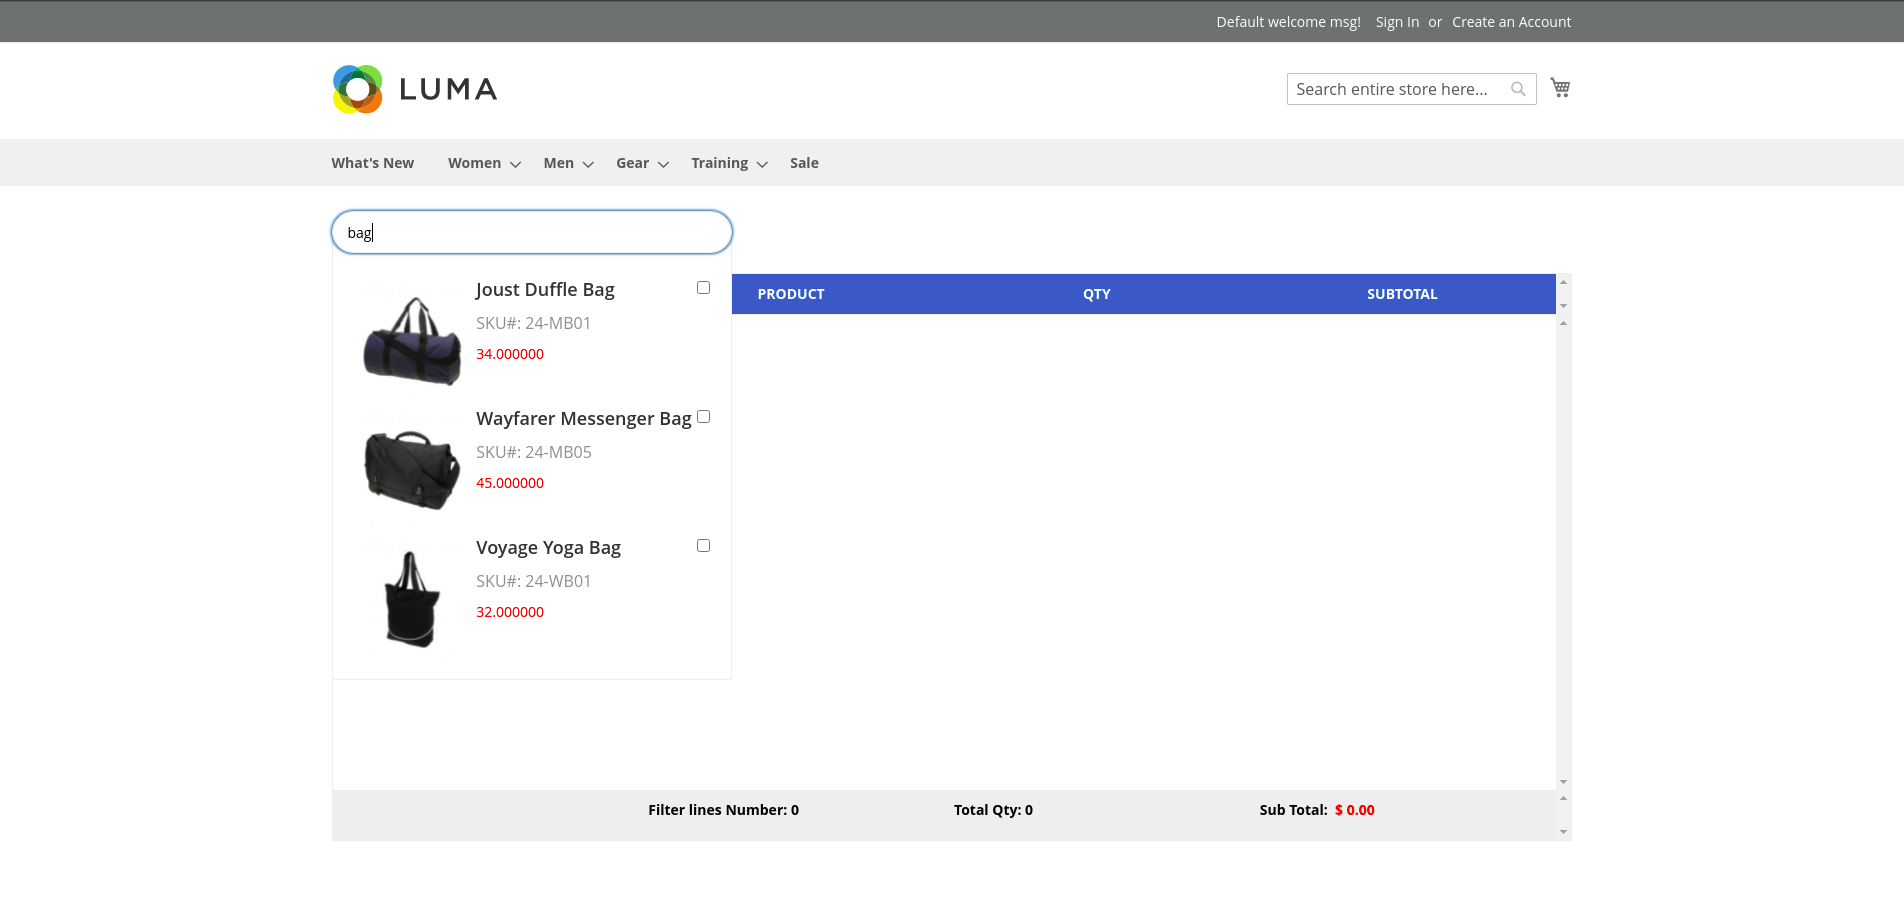 Default welcome msg! Sign In or Create an Account
LUMA
Search entire store here...
What's New Women Men Gear Training Sale
bag
PRODUCT QTY SUBTOTAL
Joust Duffle Bag
SKU#: 24-MB01
34.000000
Wayfarer Messenger Bag
SKU#: 24-MB05
45.000000
Voyage Yoga Bag
SKU#: 24-WB01
32.000000
Filter lines Number: 0 Total Qty: 0 Sub Total: $ 0.00